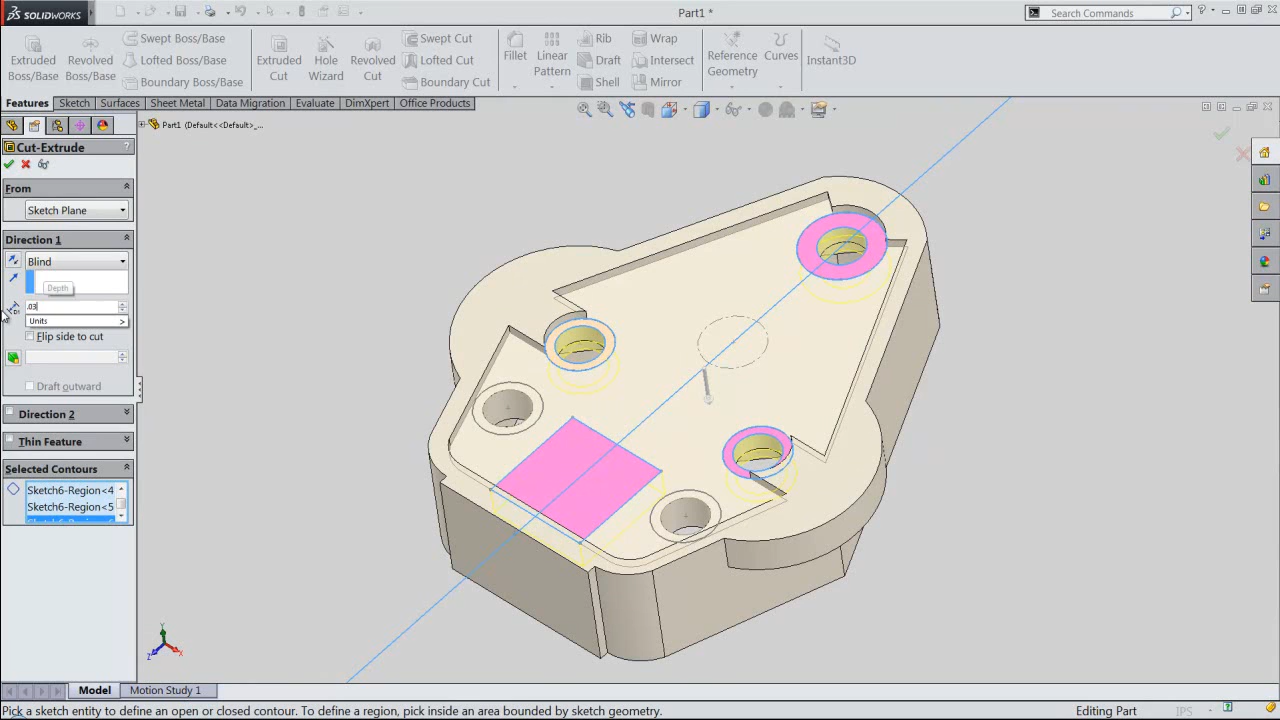 SOLIDWORKS
Part1 *
Search Commands
Extruded Boss/Base
Revolved Boss/Base
Swept Boss/Base
Lofted Boss/Base
Boundary Boss/Base
Extruded Cut
Hole Wizard
Revolved Cut
Swept Cut
Lofted Cut
Boundary Cut
Fillet
Linear Pattern
Rib
Draft
Shell
Wrap
Intersect
Mirror
Reference Geometry
Curves
Instant3D
Features
Sketch
Surfaces
Sheet Metal
Data Migration
Evaluate
DimXpert
Office Products
Part1 (Default<<Default>_...
Cut-Extrude
?
From
Sketch Plane
Direction 1
Blind
Depth
.03
Units >
Flip side to cut
Draft outward
Direction 2
Thin Feature
Selected Contours
Sketch6-Region<4
Sketch6-Region<5
Y
Z
X
Model
Motion Study 1
Pick a sketch entity to define an open or closed contour. To define a region, pick inside an area bounded by sketch geometry.
Editing Part
IPS